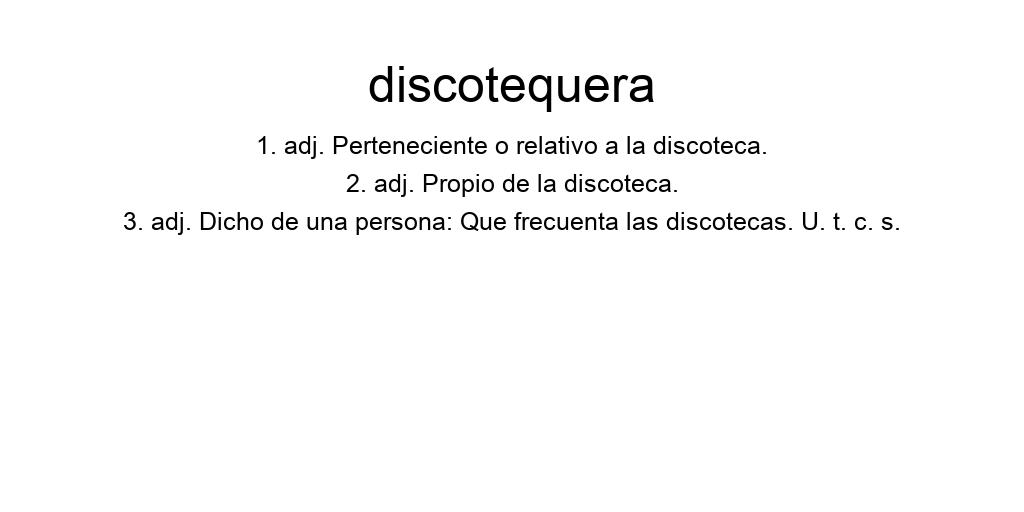 discotequera
1. adj. Perteneciente o relativo a la discoteca.
2. adj. Propio de la discoteca.
3. adj. Dicho de una persona: Que frecuenta las discotecas. U. t. c. s.